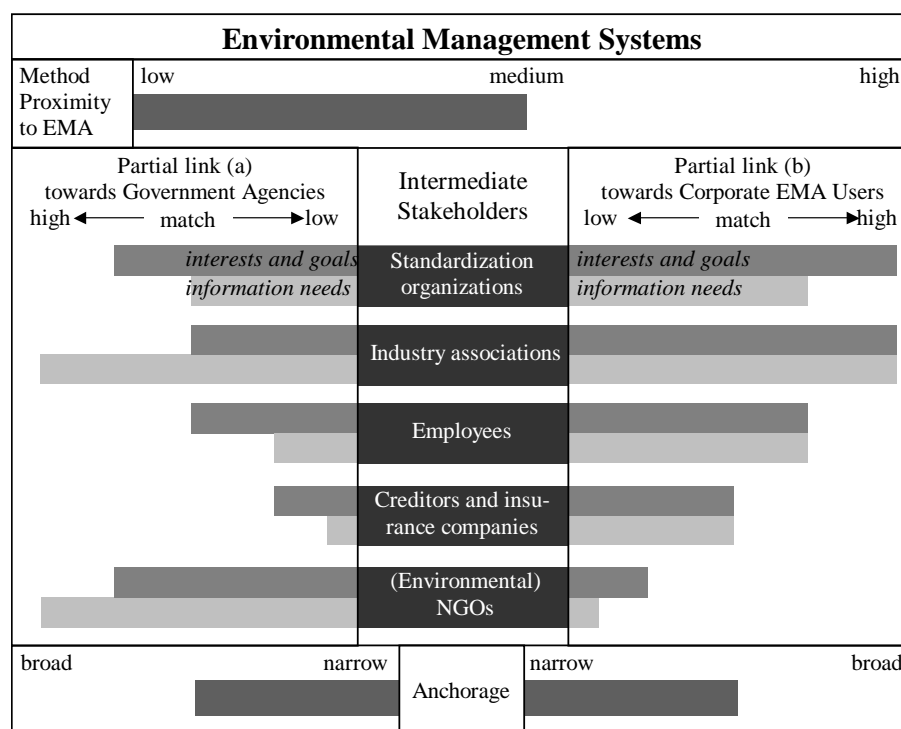 Environmental Management Systems
Method
Proximity
to EMA
low
medium
high
Partial link (a)
towards Government Agencies
high
match
low
Intermediate
Stakeholders
Partial link (b)
towards Corporate EMA Users
low
match
high
interests and goals
information needs
Standardization
organizations
interests and goals
information needs
Industry associations
Employees
Creditors and insu-
rance companies
(Environmental)
NGOs
broad
narrow
Anchorage
narrow
broad